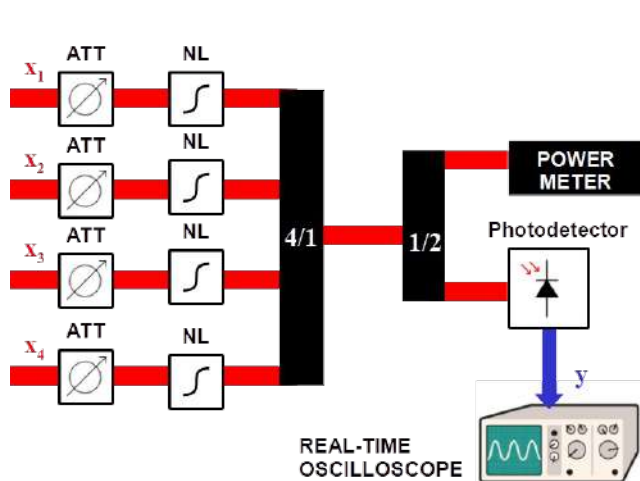 ATT
NL
x1
ATT
NL
x2
ATT
NL
x3
ATT
NL
x4
4/1
1/2
POWER
METER
Photodetector
y
REAL-TIME
OSCILLOSCOPE